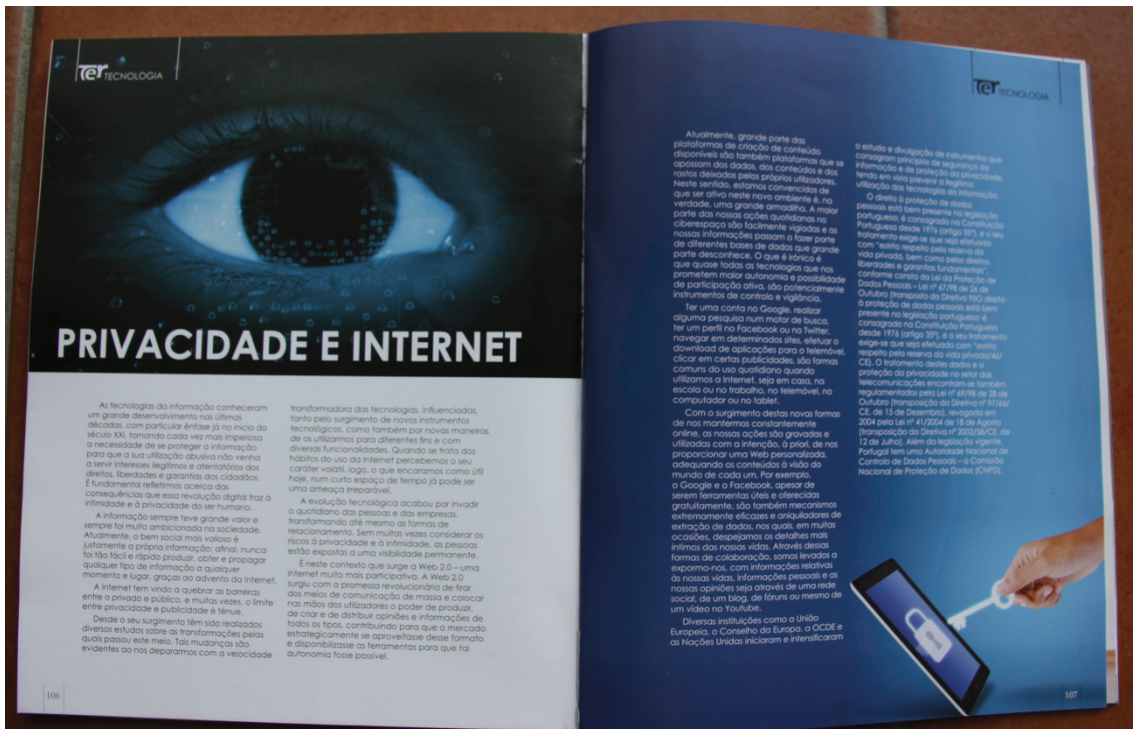 Ter TECNOLOGIA
PRIVACIDADE E INTERNET
As tecnologias da informação conheceram
um grande desenvolvimento nas últimas
décadas, com particular ênfase já no início do
século XXI, tornando cada vez mais imperiosa
a necessidade de se proteger a informação
para que a sua utilização abusiva não venha
a servir interesses ilegítimos e atentatórios dos
direitos, liberdades e garantias dos cidadãos.
É fundamental refletirmos acerca das
consequências que essa revolução digital traz à
intimidade e à privacidade do ser humano.
A informação sempre teve grande valor e
sempre foi muito ambicionada na sociedade.
Atualmente, o bem social mais valioso é
justamente a própria informação; afinal, nunca
foi tão fácil e rápido produzir, obter e propagar
qualquer tipo de informação a qualquer
momento e lugar, graças ao advento da Internet.
A Internet tem vindo a quebrar as barreiras
entre o privado e público, e muitas vezes, o limite
entre privacidade e publicidade é ténue.
Desde o seu surgimento têm sido realizados
diversos estudos sobre as transformações pelas
quais passou este meio. Tais mudanças são
evidentes ao nos depararmos com a velocidade
transformadora das tecnologias, influenciadas,
tanto pelo surgimento de novos instrumentos
tecnológicos, como também por novas maneiras
de os utilizarmos para diferentes fins e com
diversas funcionalidades. Quando se trata dos
hábitos do uso da Internet percebemos o seu
caráter volátil, logo, o que encaramos como útil
hoje, num curto espaço de tempo já pode ser
uma ameaça irreparável.
A evolução tecnológica acabou por invadir
o quotidiano das pessoas e das empresas,
transformando até mesmo as formas de
relacionamento. Sem muitas vezes considerar os
riscos à privacidade e à intimidade, as pessoas
estão expostas a uma visibilidade permanente.
É neste contexto que surge a Web 2.0 – uma
Internet muito mais participativa. A Web 2.0
surgiu com a promessa revolucionária de tirar
dos meios de comunicação de massa e colocar
nas mãos dos utilizadores o poder de produzir,
de criar e de distribuir opiniões e informações de
todos os tipos, contribuindo para que o mercado
estrategicamente se aproveitasse desse formato
e disponibilizasse as ferramentas para que tal
autonomia fosse possível.
106
Ter TECNOLOGIA
Atualmente, grande parte das
plataformas de criação de conteúdo
disponíveis são também plataformas que se
apossam dos dados, dos conteúdos e dos
rastos deixados pelos próprios utilizadores.
Neste sentido, estamos convencidos de
que ser ativo neste novo ambiente é, na
verdade, uma grande armadilha. A maior
parte das nossas ações quotidianas no
ciberespaço são facilmente vigiadas e as
nossas informações passam a fazer parte
de diferentes bases de dados que grande
parte desconhece. O que é irónico é
que quase todas as tecnologias que nos
prometem maior autonomia e possibilidade
de participação ativa, são potencialmente
instrumentos de controlo e vigilância.
Ter uma conta no Google, realizar
alguma pesquisa num motor de busca,
ter um perfil no Facebook ou na Twitter,
navegar em determinados sites, efetuar o
download de aplicações para o telemóvel,
clicar em certas publicidades, são formas
comuns do uso quotidiano quando
utilizamos a Internet, seja em casa, na
escola ou no trabalho, no telemóvel, no
computador ou no tablet.
Com o surgimento destas novas formas
de nos mantermos constantemente
online, as nossas ações são gravadas e
utilizadas com a intenção, à priori, de nos
proporcionar uma Web personalizada,
adequando os conteúdos à visão do
mundo de cada um. Por exemplo,
o Google e o Facebook, apesar de
serem ferramentas úteis e oferecidas
gratuitamente, são também mecanismos
extremamente eficazes e aniquiladores de
extração de dados, nos quais, em muitas
ocasiões, despejamos os detalhes mais
íntimos das nossas vidas. Através dessas
formas de colaboração, somos levados a
expormo-nos, com informações relativas
às nossas vidas, informações pessoais e as
nossas opiniões seja através de uma rede
social, de um blog, de fóruns ou mesmo de
um vídeo no Youtube.
Diversas instituições como a União
Europeia, o Conselho da Europa, a OCDE e
as Nações Unidas iniciaram e intensificaram
o estudo e divulgação de instrumentos que
consagram princípios de segurança da
informação e de proteção da privacidade,
tendo em vista prevenir a legítima
utilização das tecnologias da informação.
O direito à proteção de dados
pessoais está bem presente na legislação
portuguesa: é consagrado na Constituição
Portuguesa desde 1976 (artigo 35º), e o seu
tratamento exige-se que seja efetuado
com "estrito respeito pela reserva da
vida privada, bem como pelos direitos,
liberdades e garantias fundamentais",
conforme consta da Lei da Proteção de
Dados Pessoais – Lei nº 67/98 de 26 de
Outubro (transposto da Diretiva 95O direito
à proteção de dados pessoais está bem
presente na legislação portuguesa: é
consagrado na Constituição Portuguesa
desde 1976 (artigo 35º), e o seu tratamento
exige-se que seja efetuado com "estrito
respeito pela reserva da vida privada/46/
CE). O tratamento destes dados e a
proteção da privacidade no setor das
telecomunicações encontram-se também
regulamentados pela Lei nº 69/98 de 28 de
Outubro (transposição da Diretiva nº 97/66/
CE, de 15 de Dezembro), revogada em
2004 pela Lei nº 41/2004 de 18 de Agosto
(transposição da Diretiva nº 2002/58/CE, de
12 de Julho). Além da legislação vigente,
Portugal tem uma Autoridade Nacional de
Controlo de Dados Pessoais – a Comissão
Nacional de Proteção de Dados (CNPD).
107